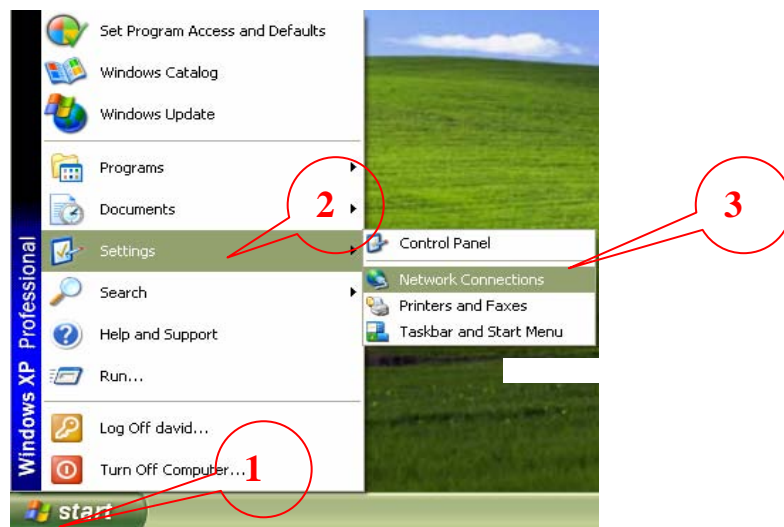 Set Program Access and Defaults
Windows Catalog
Windows Update
Programs
Documents
2
Settings
Search
Help and Support
Run...
Log Off david...
Turn Off Computer...
1
Windows XP Professional
start
Control Panel
Network Connections
Printers and Faxes
Taskbar and Start Menu
3